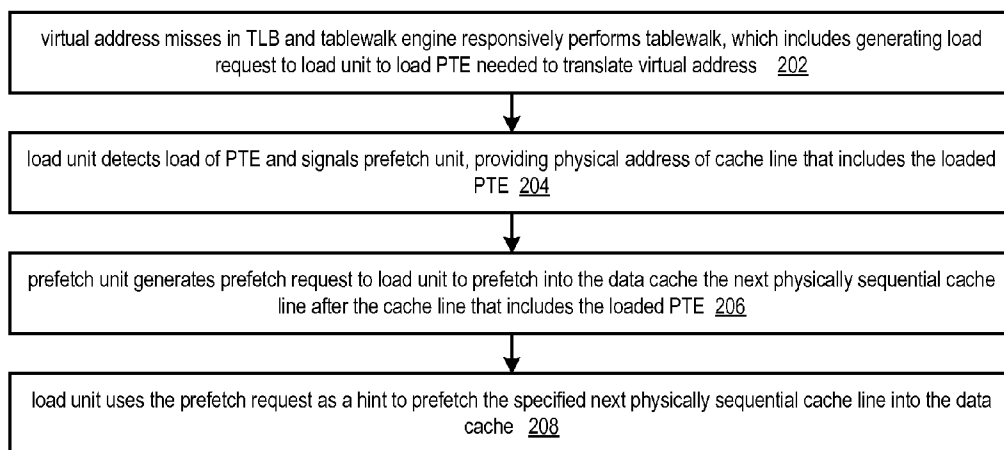 virtual address misses in TLB and tablewalk engine responsively performs tablewalk, which includes generating load
request to load unit to load PTE needed to translate virtual address 202
load unit detects load of PTE and signals prefetch unit, providing physical address of cache line that includes the loaded
PTE 204
prefetch unit generates prefetch request to load unit to prefetch into the data cache the next physically sequential cache
line after the cache line that includes the loaded PTE 206
load unit uses the prefetch request as a hint to prefetch the specified next physically sequential cache line into the data
cache 208